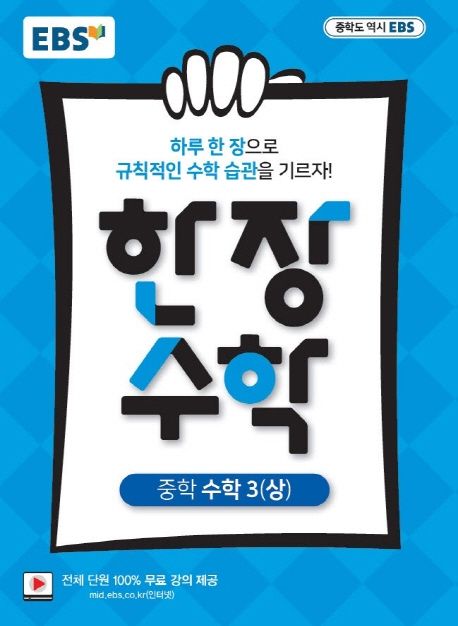 EBS
중학도 역시 EBS
하루 한 장으로
규칙적인 수학 습관을 기르자!
한 장
수학
중학 수학 3(상)
전체 단원 100% 무료 강의 제공
mid.ebs.co.kr(인터넷)